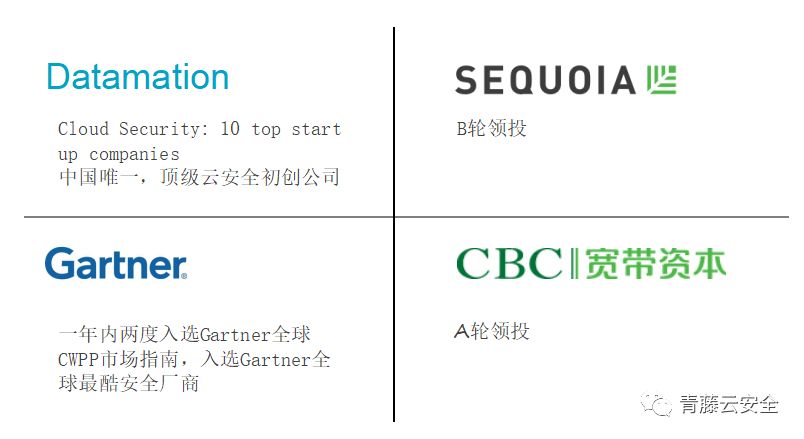 Datamation
Cloud Security: 10 top start
up companies
中国唯一，顶级云安全初创公司
SEQUOIA
B轮领投
Gartner®
一年内两度入选Gartner全球
CWPP市场指南，入选Gartner全
球最酷安全厂商
CBC 宽带资本
A轮领投
青藤云安全